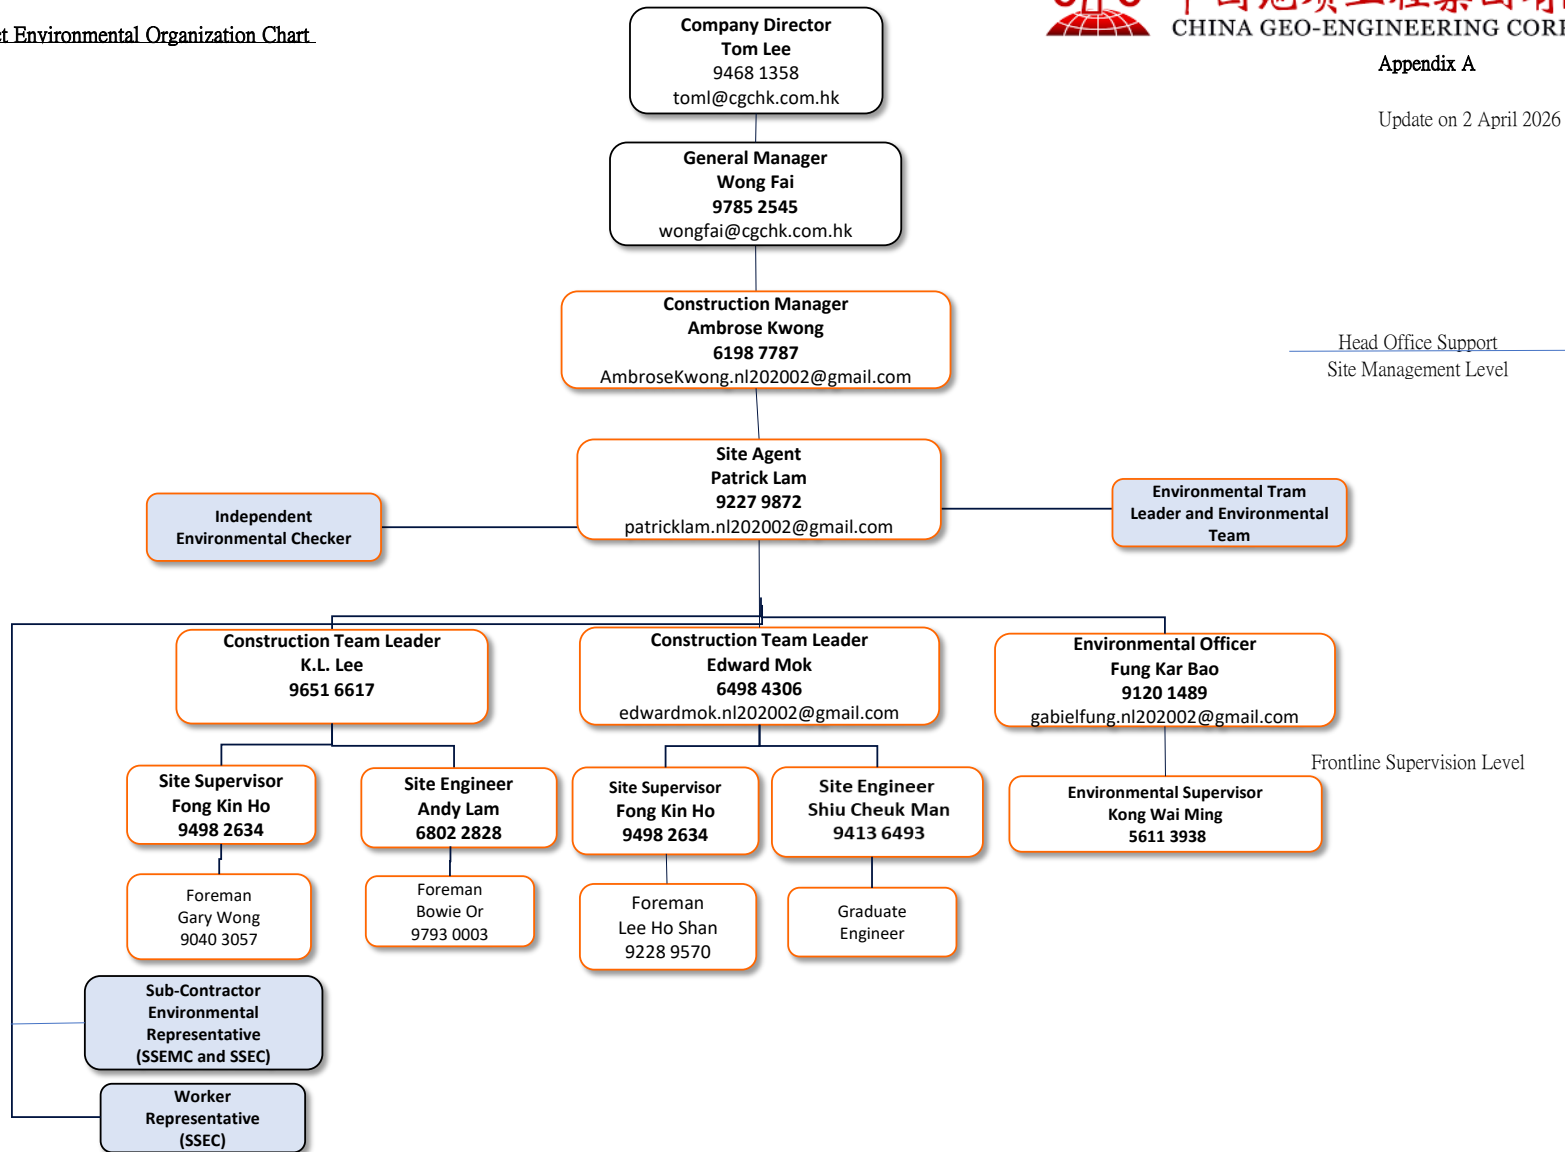 Environmental Organization Chart
CHINA GEO-ENGINEERING
Appendix A
Update on 2 April 2026
Company Director
Tom Lee
9468 1358
toml@cgchk.com.hk
General Manager
Wong Fai
9785 2545
wongfai@cgchk.com.hk
Construction Manager
Ambrose Kwong
6198 7787
AmbroseKwong.nl202002@gmail.com
Head Office Support
Site Management Level
Site Agent
Patrick Lam
9227 9872
patricklam.nl202002@gmail.com
Independent
Environmental Checker
Environmental Tram
Leader and Environmental
Team
Construction Team Leader
K.L. Lee
9651 6617
Construction Team Leader
Edward Mok
6498 4306
edwardmok.nl202002@gmail.com
Environmental Officer
Fung Kar Bao
9120 1489
gabielfung.nl202002@gmail.com
Frontline Supervision Level
Site Supervisor
Fong Kin Ho
9498 2634
Site Engineer
Andy Lam
6802 2828
Site Supervisor
Fong Kin Ho
9498 2634
Site Engineer
Shiu Cheuk Man
9413 6493
Environmental Supervisor
Kong Wai Ming
5611 3938
Foreman
Gary Wong
9040 3057
Foreman
Bowie Or
9793 0003
Foreman
Lee Ho Shan
9228 9570
Graduate
Engineer
Sub-Contractor
Environmental
Representative
(SSEMC and SSEC)
Worker
Representative
(SSEC)